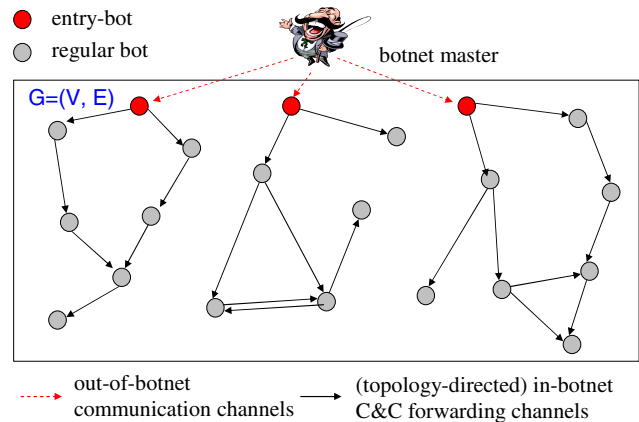 entry-bot
regular bot
botnet master
G=(V, E)
out-of-botnet
communication channels
(topology-directed) in-botnet
C&C forwarding channels